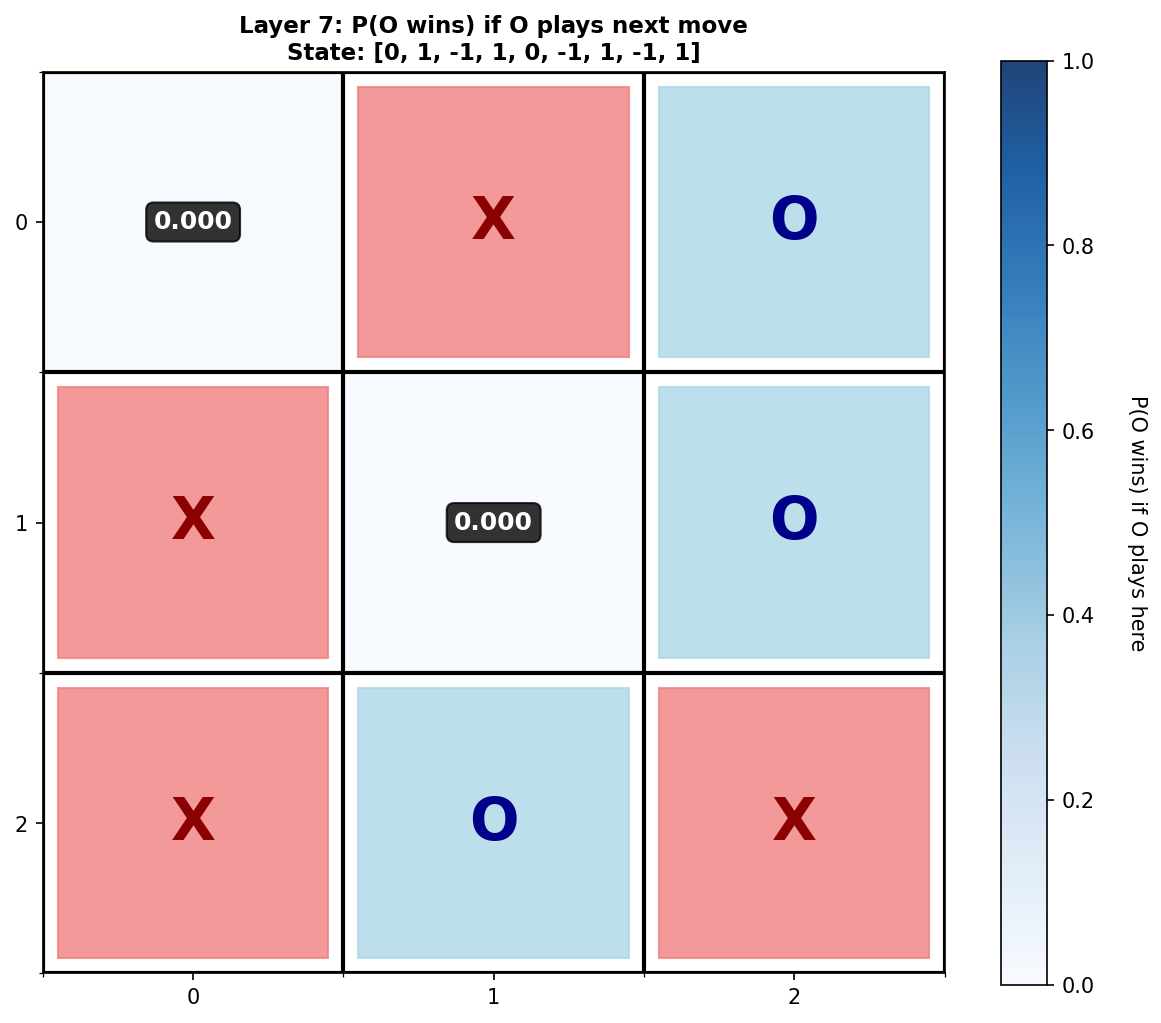 Layer 7: P(O wins) if O plays next move
State: [0, 1, -1, 1, 0, -1, 1, -1, 1]
0.000
X
O
X
0.000
O
X
O
X
0
1
2
0
1
2
1.0
0.8
0.6
0.4
0.2
0.0
P(O wins) if O plays here